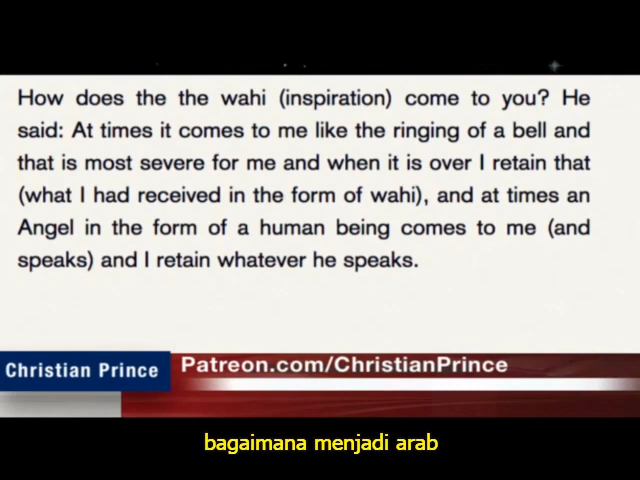 How does the the wahi (inspiration) come to you? He
said: At times it comes to me like the ringing of a bell and
that is most severe for me and when it is over I retain that
(what I had received in the form of wahi), and at times an
Angel in the form of a human being comes to me (and
speaks) and I retain whatever he speaks.
Christian Prince
Patreon.com/ChristianPrince
bagaimana menjadi arab